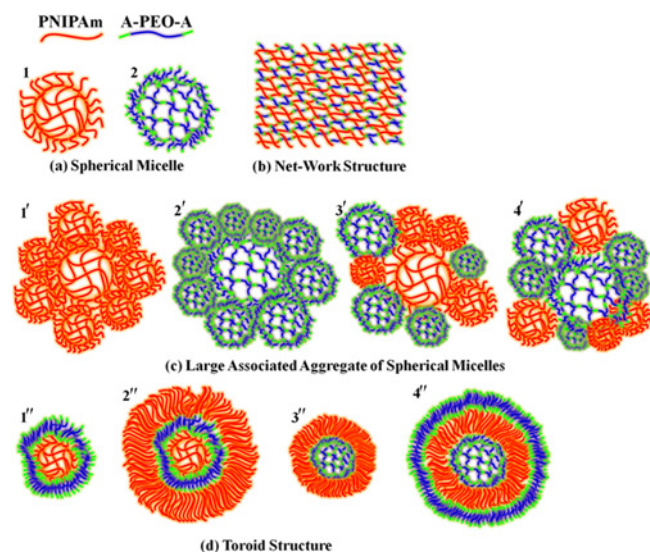 PNIPAm A-PEO-A
1 2
(a) Spherical Micelle (b) Net-Work Structure
1' 2' 3' 4'
(c) Large Associated Aggregate of Spherical Micelles
1'' 2'' 3'' 4''
(d) Toroid Structure